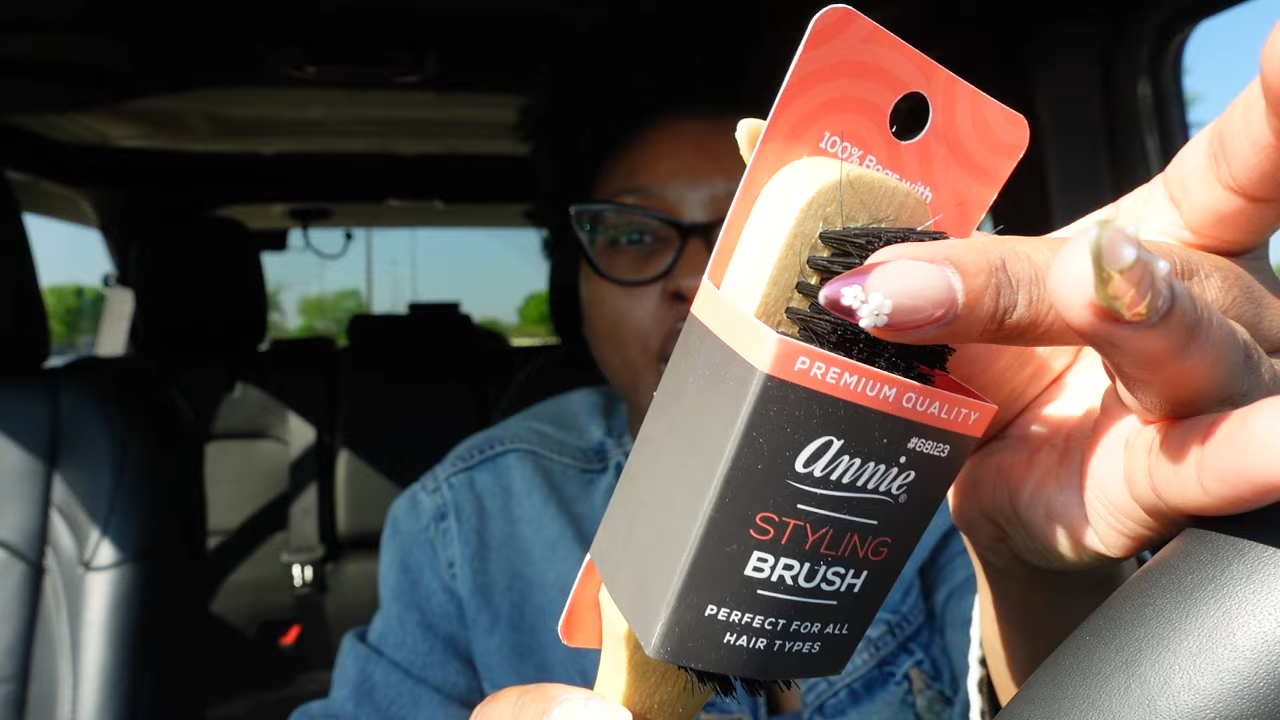 100% Boar with
PREMIUM QUALITY
#68123
annie®
STYLING
BRUSH
PERFECT FOR ALL
HAIR TYPES